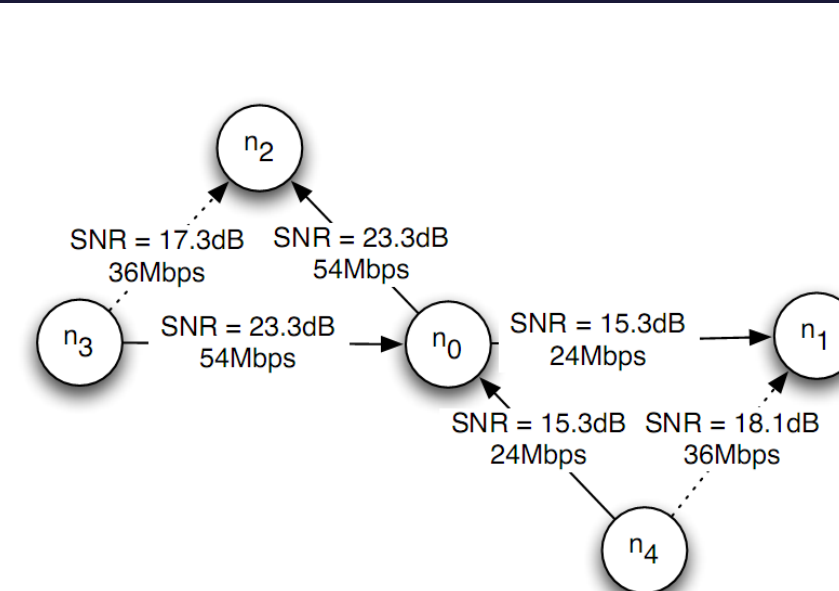 n2
SNR = 17.3dB
36Mbps
SNR = 23.3dB
54Mbps
n3
SNR = 23.3dB
54Mbps
n0
SNR = 15.3dB
24Mbps
n1
SNR = 15.3dB
24Mbps
SNR = 18.1dB
36Mbps
n4